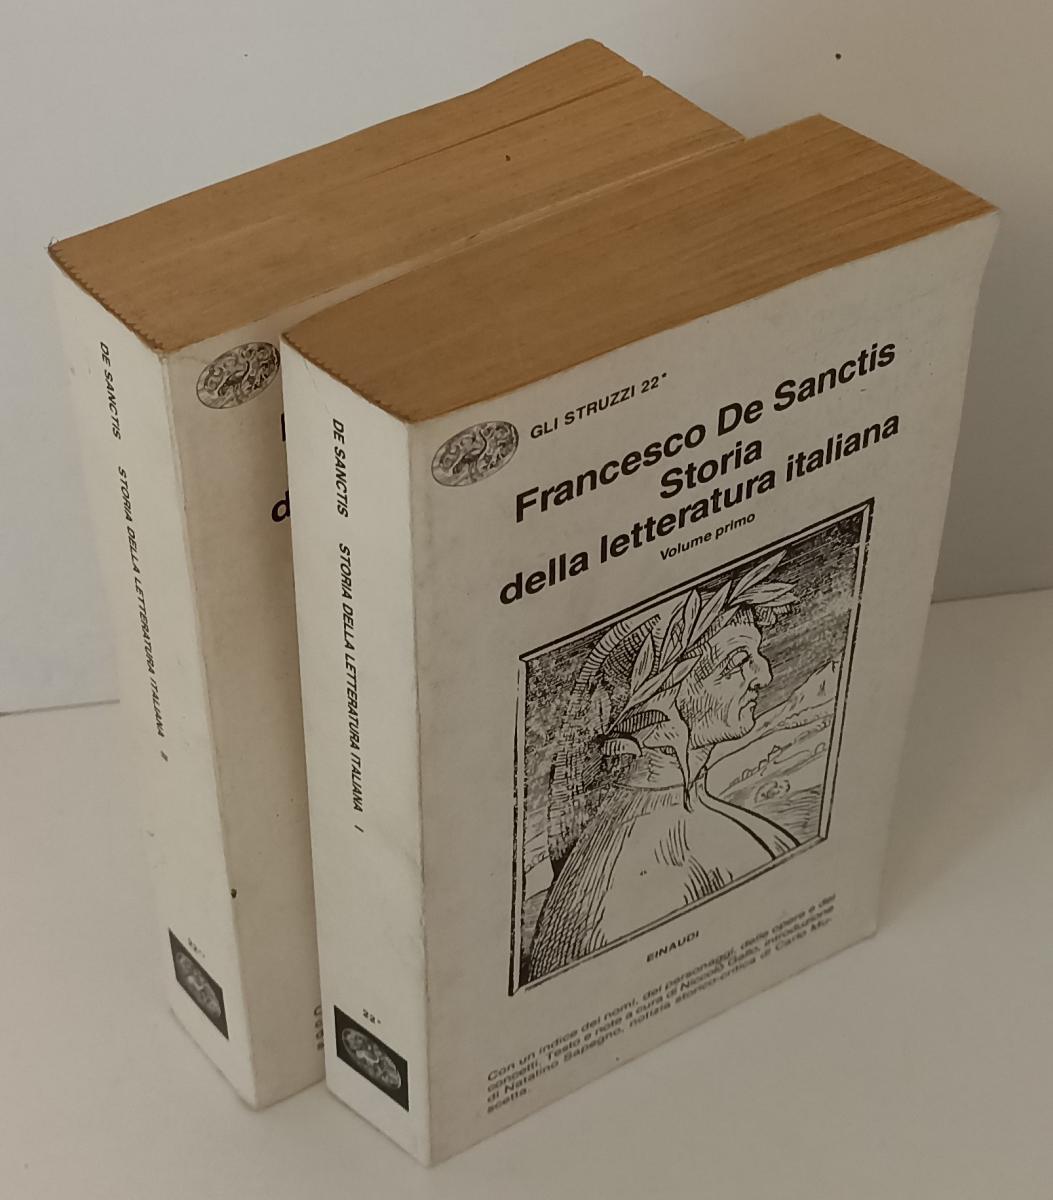 GLI STRUZZI 22*
Francesco De Sanctis
Storia
della letteratura italiana
Volume primo
EINAUDI
Con un indice dei nomi, dei personaggi, delle opere e dei
concetti. Testo e note a cura di Niccolò Gallo, introduzione
di Natalino Sapegno, notizia storico-critica di Carlo Mu-
scetta.
DE SANCTIS STORIA DELLA LETTERATURA ITALIANA I
22*
DE SANCTIS STORIA DELLA LETTERATURA ITALIANA II
22**
d